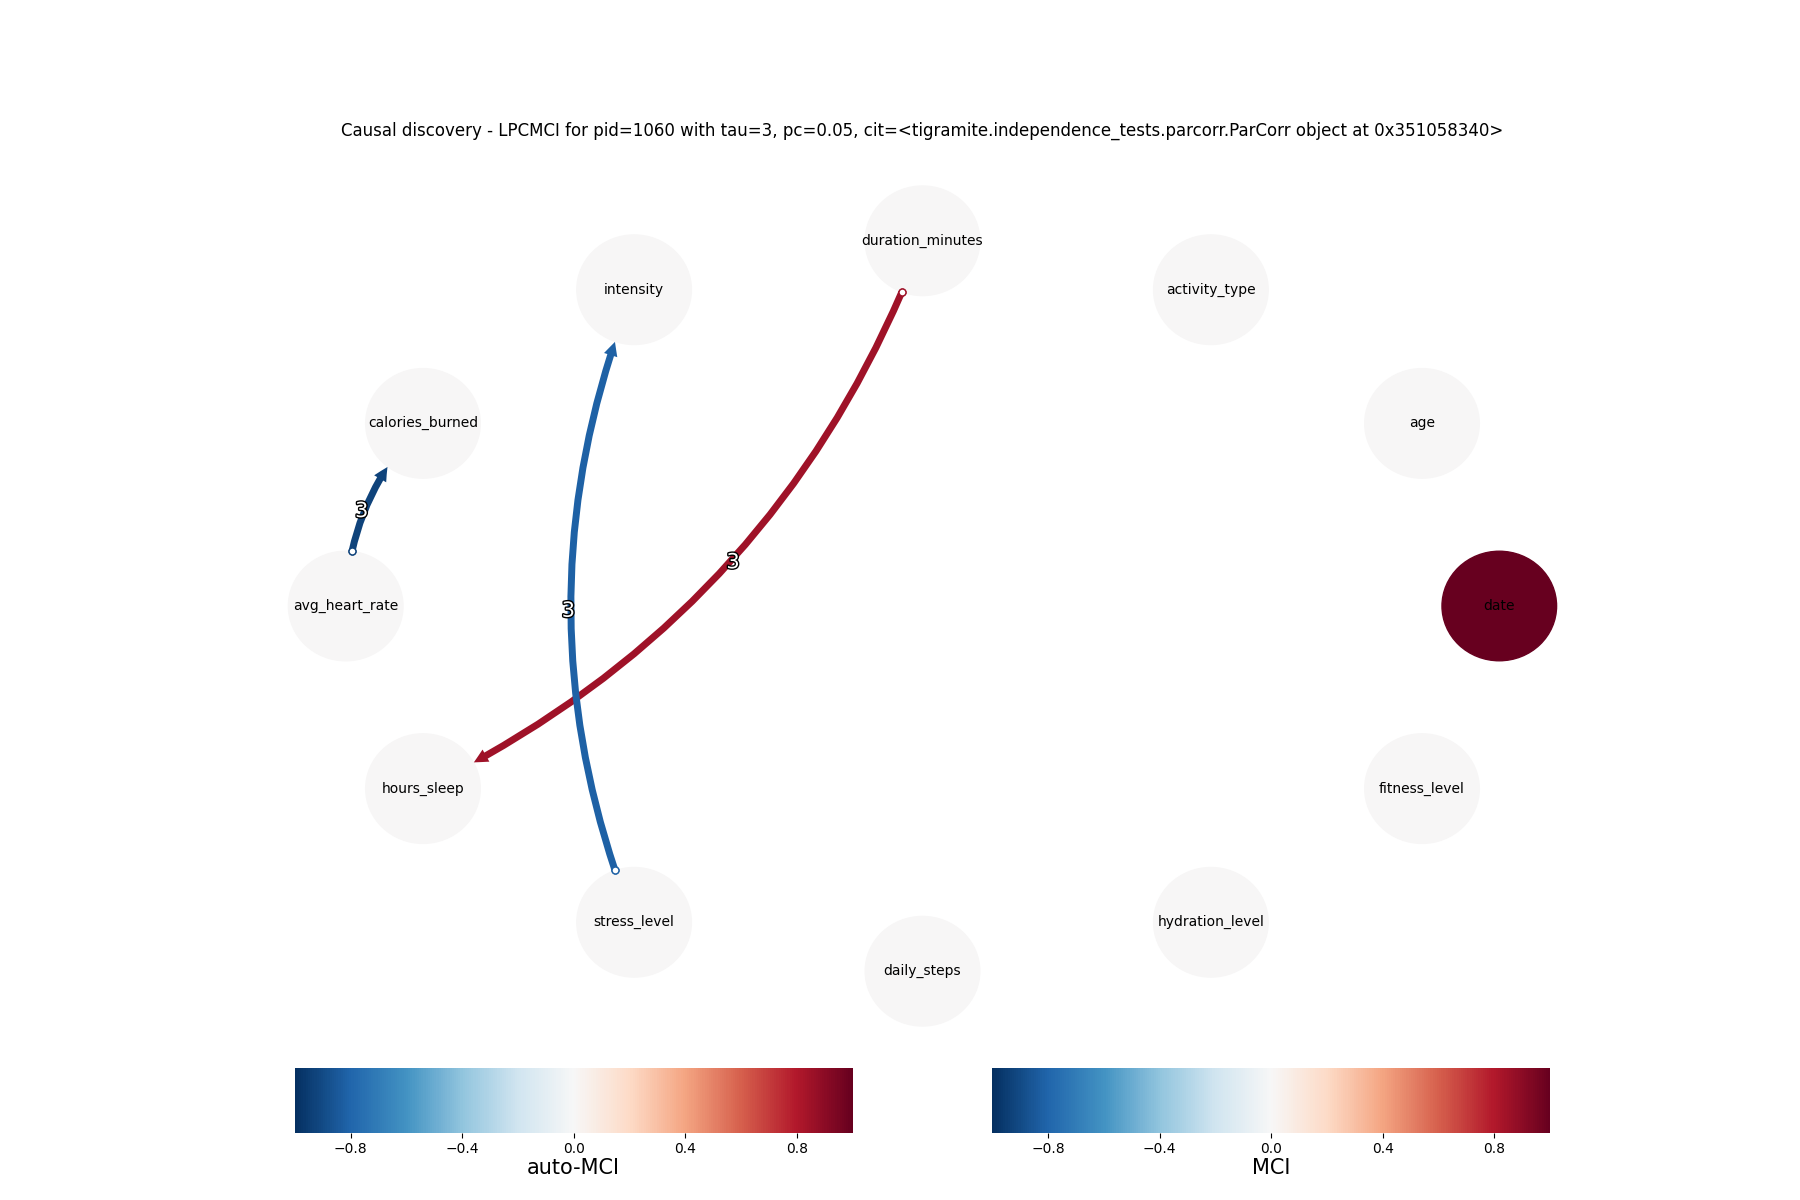 Causal discovery - LPCMCI for pid=1060 with tau=3, pc=0.05, cit=<tigramite.independence_tests.parcorr.ParCorr object at 0x351058340>
duration_minutes
intensity
activity_type
calories_burned
age
3
3
avg_heart_rate
3
date
hours_sleep
fitness_level
stress_level
hydration_level
daily_steps
−0.8 −0.4 0.0 0.4 0.8
auto-MCI
−0.8 −0.4 0.0 0.4 0.8
MCI